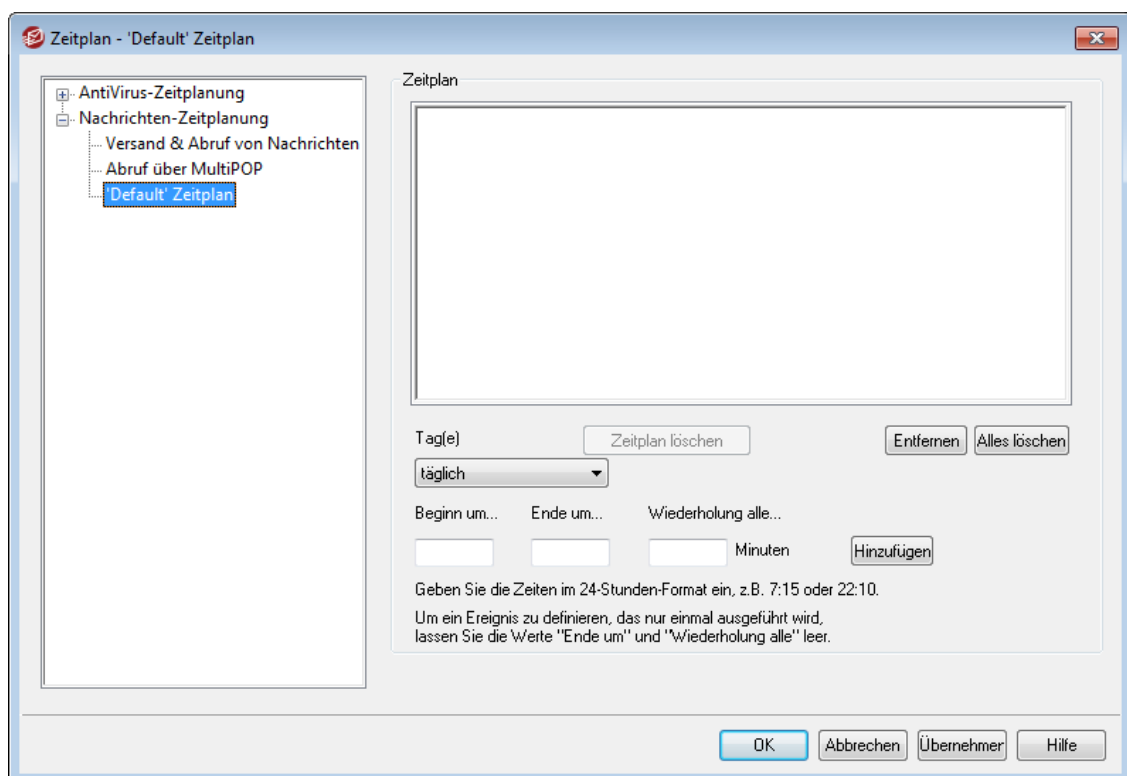 Zeitplan - 'Default' Zeitplan
AntiVirus-Zeitplanung
Nachrichten-Zeitplanung
Versand & Abruf von Nachrichten
Abruf über MultiPOP
'Default' Zeitplan
Zeitplan
Tag(e)
Zeitplan löschen
Entfernen
Alles löschen
täglich
Beginn um...
Ende um...
Wiederholung alle...
Minuten
Hinzufügen
Geben Sie die Zeiten im 24-Stunden-Format ein, z.B. 7:15 oder 22:10.
Um ein Ereignis zu definieren, das nur einmal ausgeführt wird,
lassen Sie die Werte "Ende um" und "Wiederholung alle" leer.
OK
Abbrechen
Übernehmer
Hilfe